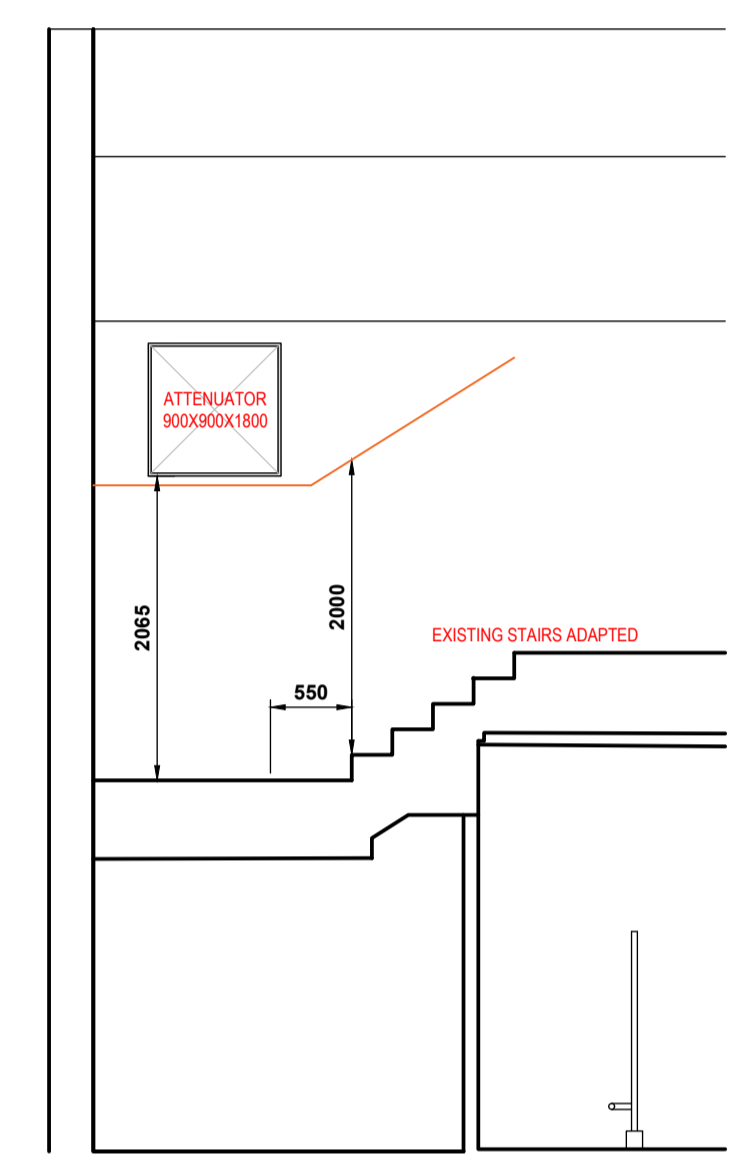 ATTENUATOR
900X900X1800
2065
2000
550
EXISTING STAIRS ADAPTED